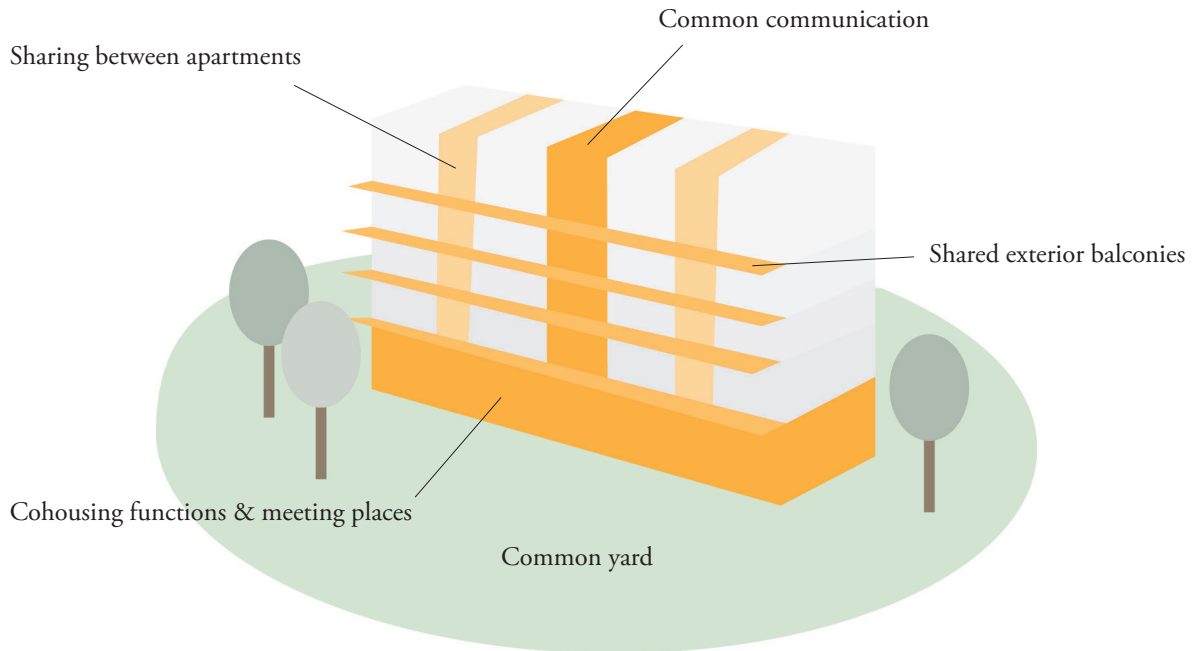 Common communication
Sharing between apartments
Shared exterior balconies
Cohousing functions & meeting places
Common yard